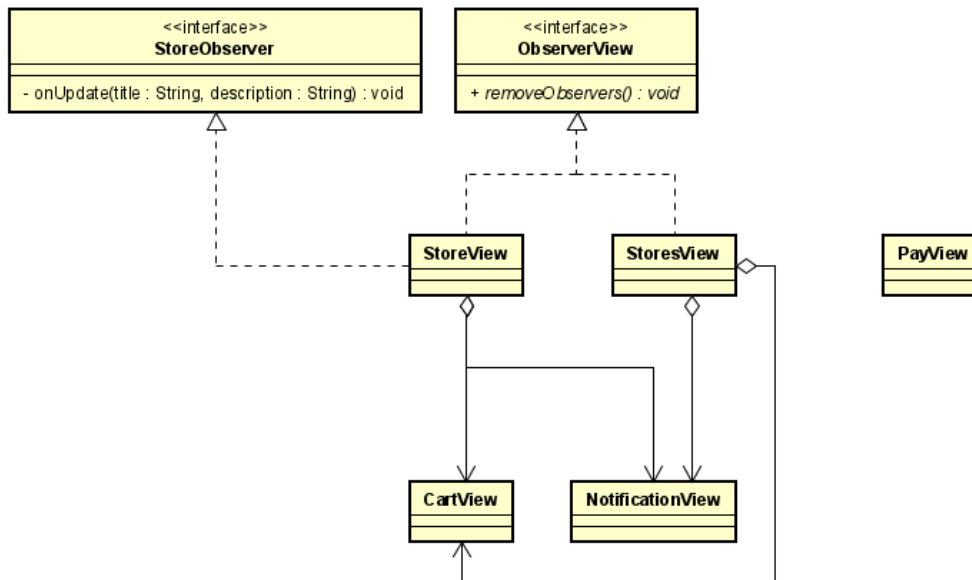 <<interface>>
StoreObserver
- onUpdate(title : String, description : String) : void
<<interface>>
ObserverView
+ removeObservers() : void
StoreView
StoresView
PayView
CartView
NotificationView